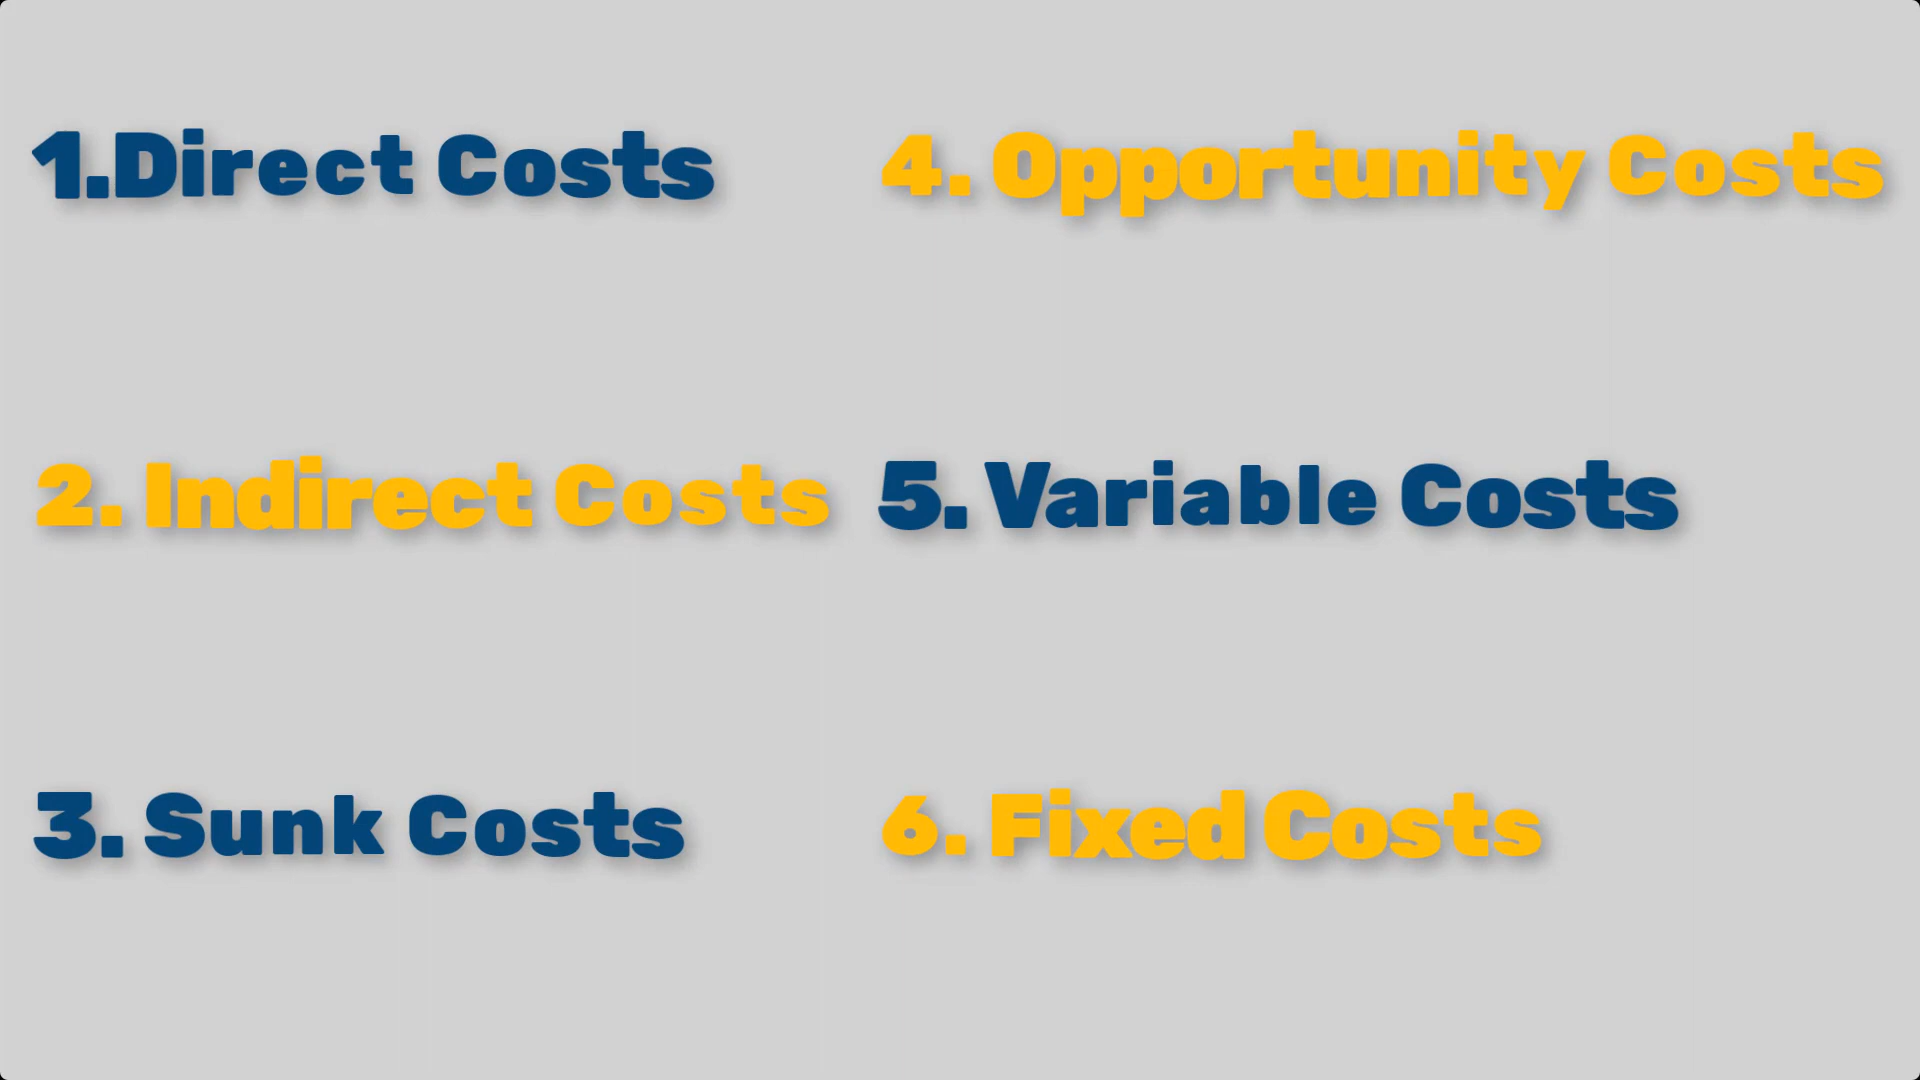 1.Direct Costs
2. Indirect Costs
3. Sunk Costs
4. Opportunity Costs
5. Variable Costs
6. Fixed Costs